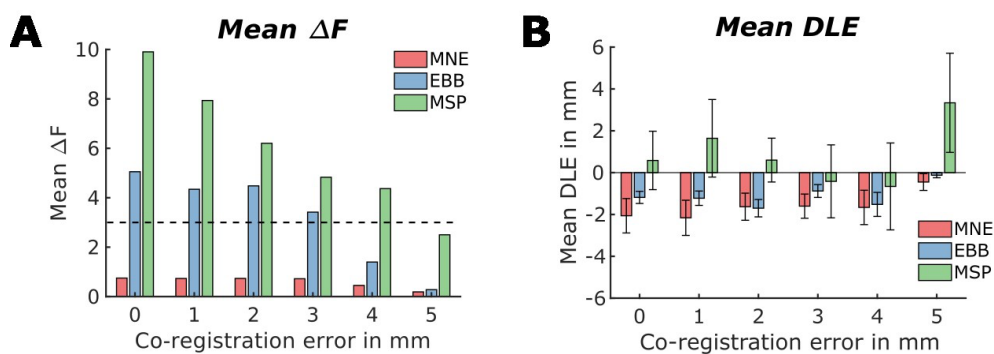 A
Mean ΔF
MNE
EBB
MSP
Mean ΔF
10
8
6
4
2
0
0 1 2 3 4 5
Co-registration error in mm
B
Mean DLE
Mean DLE in mm
6
4
2
0
-2
-4
-6
MNE
EBB
MSP
0 1 2 3 4 5
Co-registration error in mm